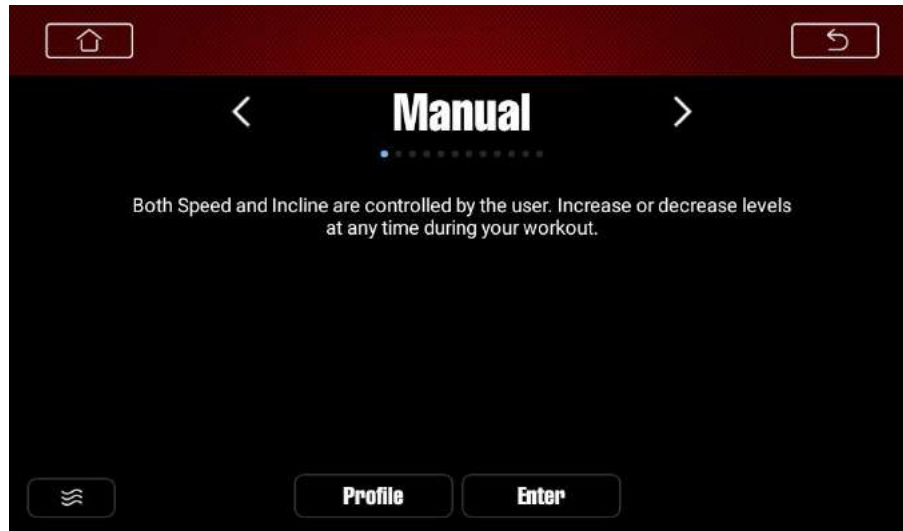 Manual
Both Speed and Incline are controlled by the user. Increase or decrease levels
at any time during your workout.
Profile
Enter